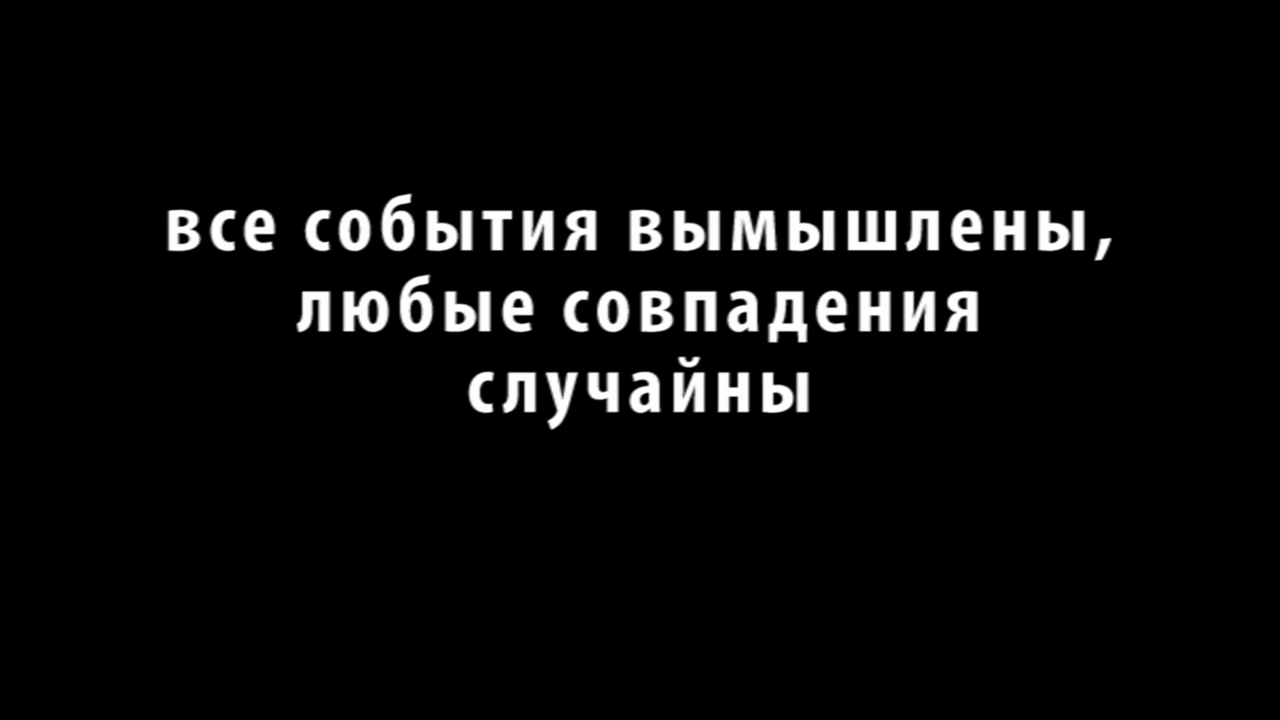 все события вымышлены,
любые совпадения
случайны